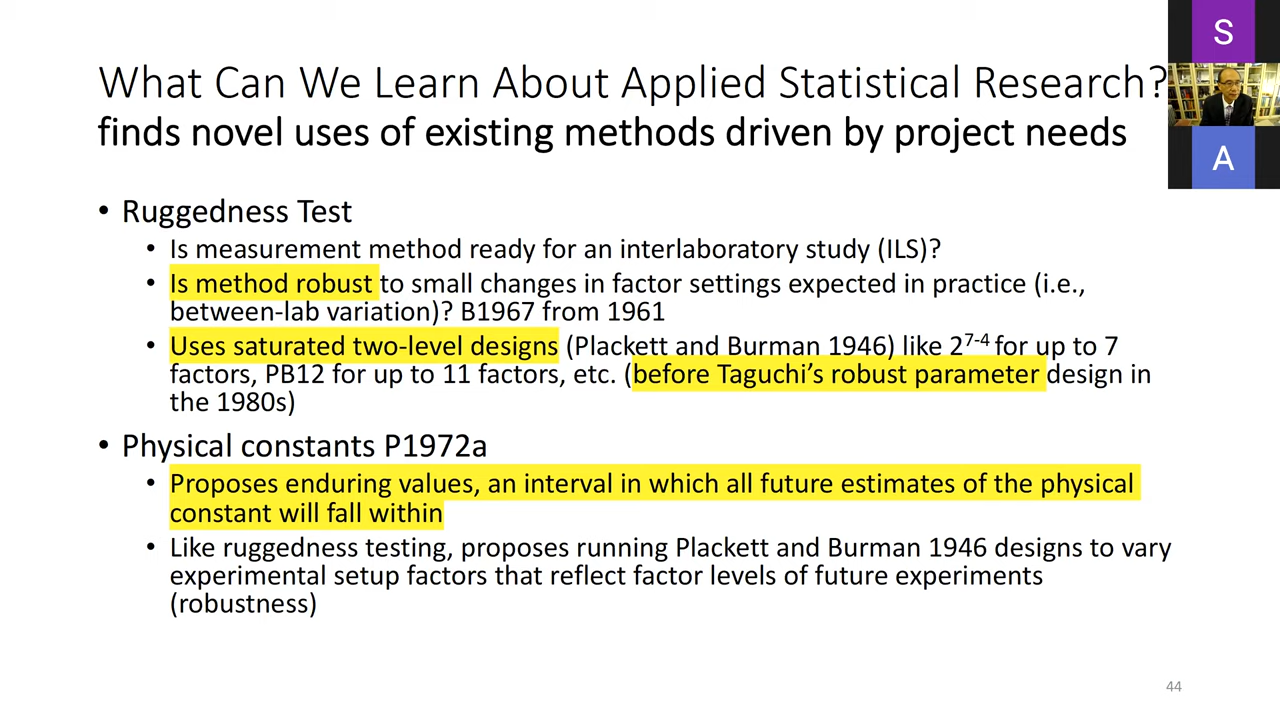 What Can We Learn About Applied Statistical Research?
finds novel uses of existing methods driven by project needs
• Ruggedness Test
• Is measurement method ready for an interlaboratory study (ILS)?
• Is method robust to small changes in factor settings expected in practice (i.e.,
between-lab variation)? B1967 from 1961
• Uses saturated two-level designs (Plackett and Burman 1946) like 2⁷⁻⁴ for up to 7
factors, PB12 for up to 11 factors, etc. (before Taguchi’s robust parameter design in
the 1980s)
• Physical constants P1972a
• Proposes enduring values, an interval in which all future estimates of the physical
constant will fall within
• Like ruggedness testing, proposes running Plackett and Burman 1946 designs to vary
experimental setup factors that reflect factor levels of future experiments
(robustness)
44
S
A